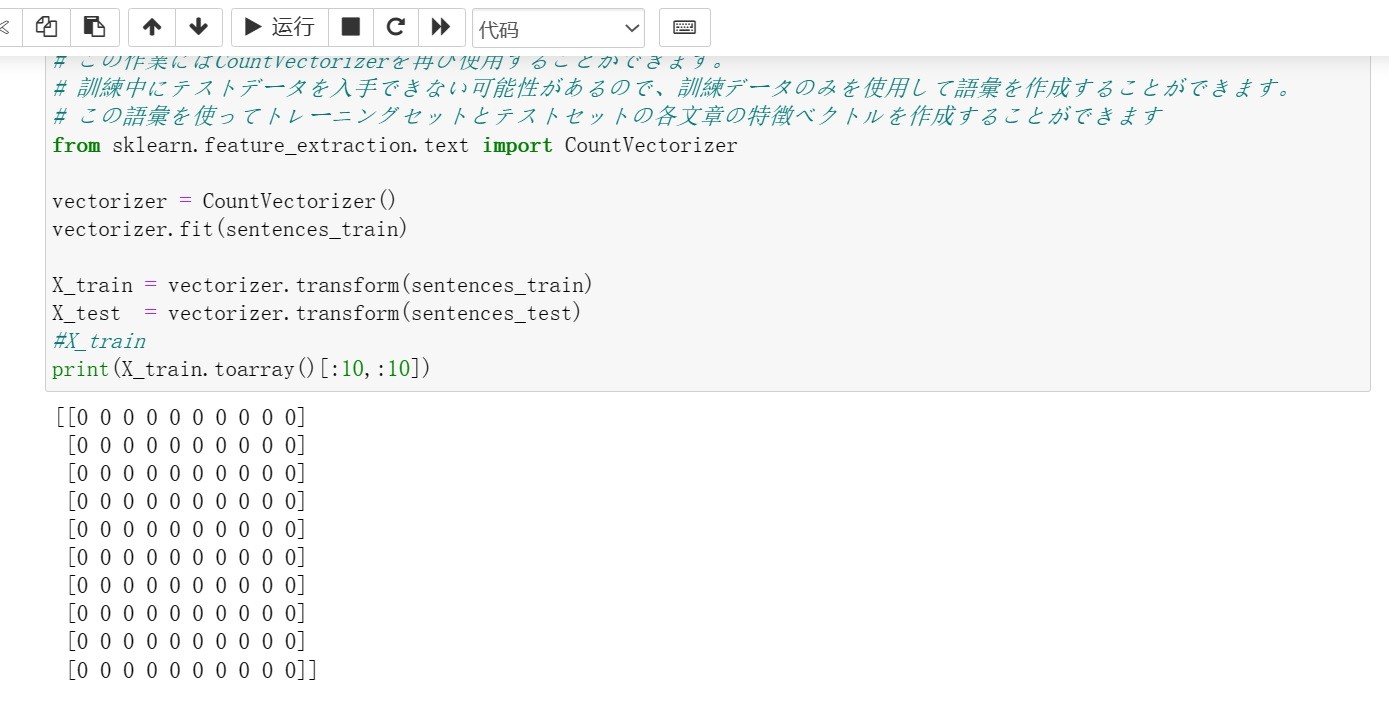 运行
代码
# この作業にはCountVectorizerを再び使用することができます。
# 訓練中にテストデータを入手できない可能性があるので、訓練データのみを使用して語彙を作成することができます。
# この語彙を使ってトレーニングセットとテストセットの各文章の特徴ベクトルを作成することができます
from sklearn.feature_extraction.text import CountVectorizer
vectorizer = CountVectorizer()
vectorizer.fit(sentences_train)
X_train = vectorizer.transform(sentences_train)
X_test  = vectorizer.transform(sentences_test)
#X_train
print(X_train.toarray()[:10,:10])
[[0 0 0 0 0 0 0 0 0 0]
[0 0 0 0 0 0 0 0 0 0]
[0 0 0 0 0 0 0 0 0 0]
[0 0 0 0 0 0 0 0 0 0]
[0 0 0 0 0 0 0 0 0 0]
[0 0 0 0 0 0 0 0 0 0]
[0 0 0 0 0 0 0 0 0 0]
[0 0 0 0 0 0 0 0 0 0]
[0 0 0 0 0 0 0 0 0 0]
[0 0 0 0 0 0 0 0 0 0]]